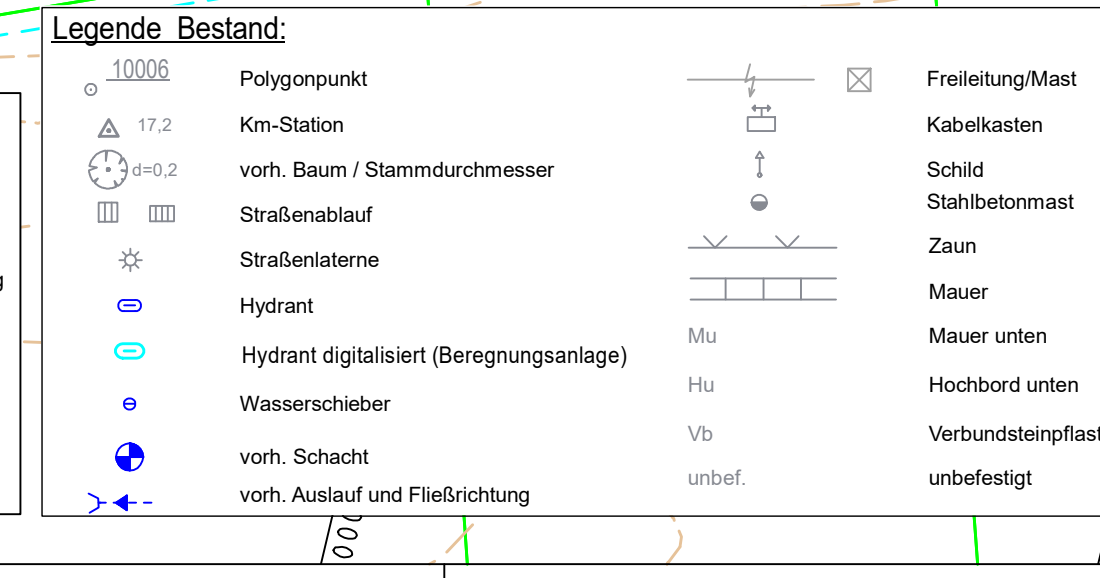 Legende Bestand:
10006 Polygonpunkt
17,2 Km-Station
d=0,2 vorh. Baum / Stammdurchmesser
Straßenablauf
Straßenlaterne
Hydrant
Hydrant digitalisiert (Beregnungsanlage)
Wasserschieber
vorh. Schacht
vorh. Auslauf und Fließrichtung
Freileitung/Mast
Kabelkasten
Schild
Stahlbetonmast
Zaun
Mauer
Mu Mauer unten
Hu Hochbord unten
Vb Verbundsteinpflast
unbef. unbefestigt